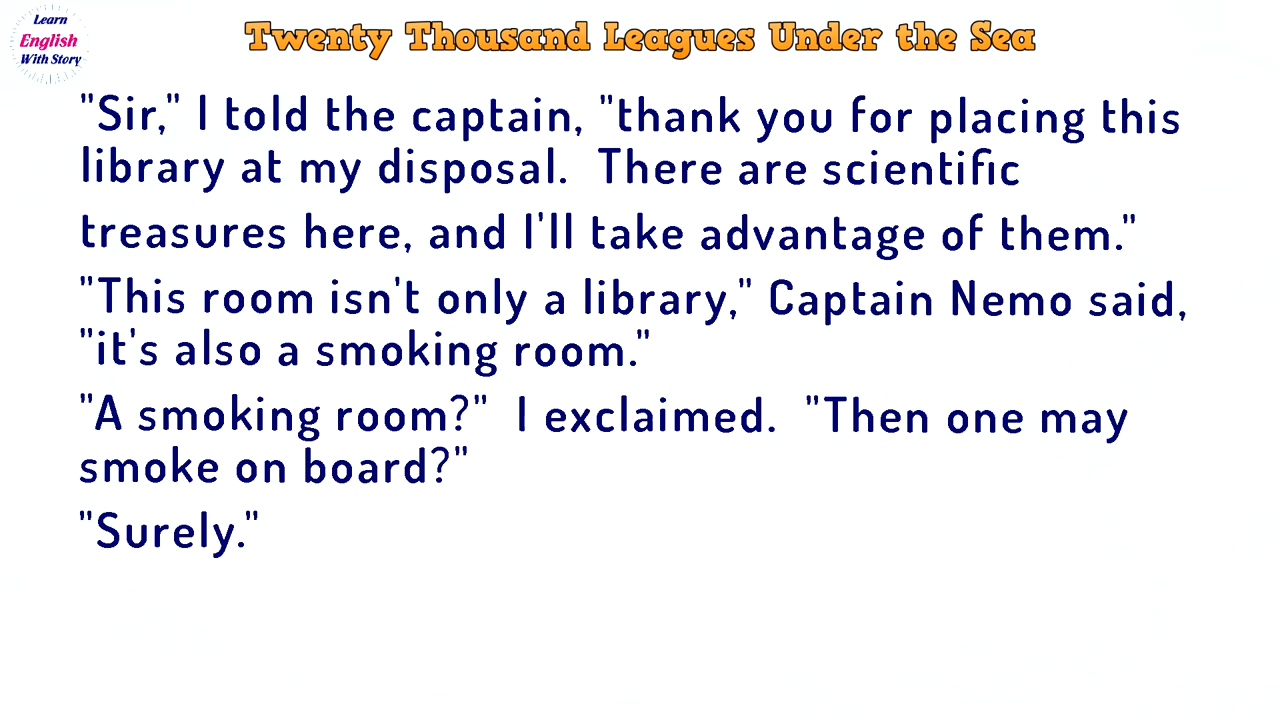 Learn
English
With Story
Twenty Thousand Leagues Under the Sea
"Sir," I told the captain, "thank you for placing this
library at my disposal.  There are scientific
treasures here, and I'll take advantage of them."
"This room isn't only a library," Captain Nemo said,
"it's also a smoking room."
"A smoking room?"  I exclaimed.  "Then one may
smoke on board?"
"Surely."